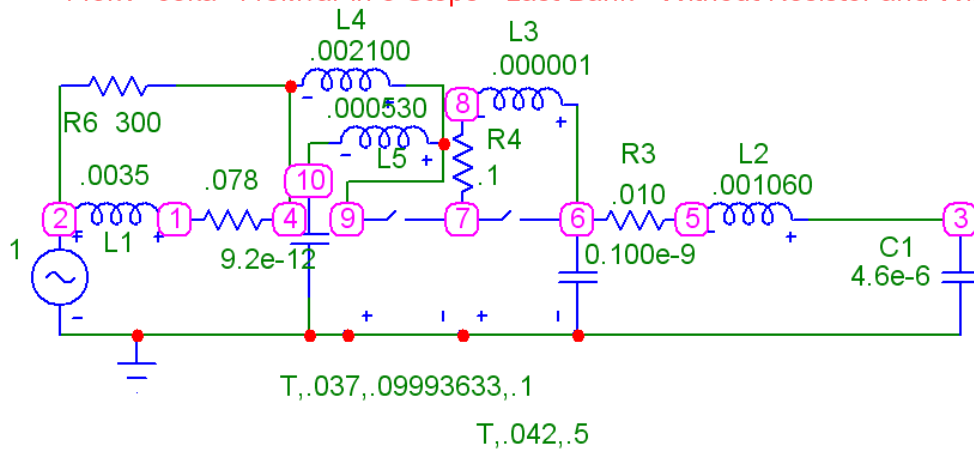 L4
L3
.002100
.000001
.000530
8
R6 300
R4
L5
.1
R3
L2
.0035
.078
10
.010
.001060
2
1
4
9
7
6
5
3
1
L1
9.2e-12
0.100e-9
C1
4.6e-6
T,.037,.09993633,.1
T,.042,.5